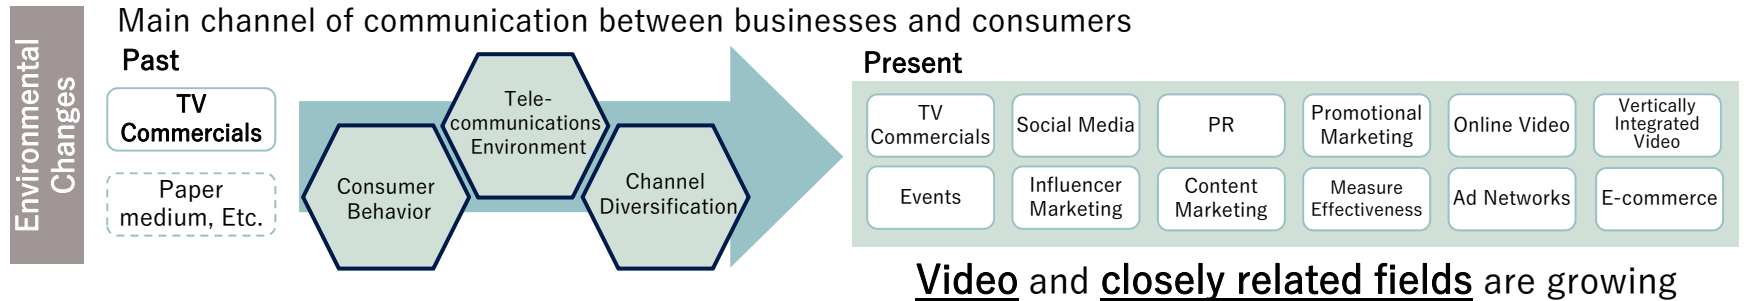 Environmental
Changes
Main channel of communication between businesses and consumers
Past
TV
Commercials
Paper
medium, Etc.
Consumer
Behavior
Tele-
communications
Environment
Channel
Diversification
Present
TV
Commercials
Social Media
PR
Promotional
Marketing
Online Video
Vertically
Integrated
Video
Events
Influencer
Marketing
Content
Marketing
Measure
Effectiveness
Ad Networks
E-commerce
Video and closely related fields are growing